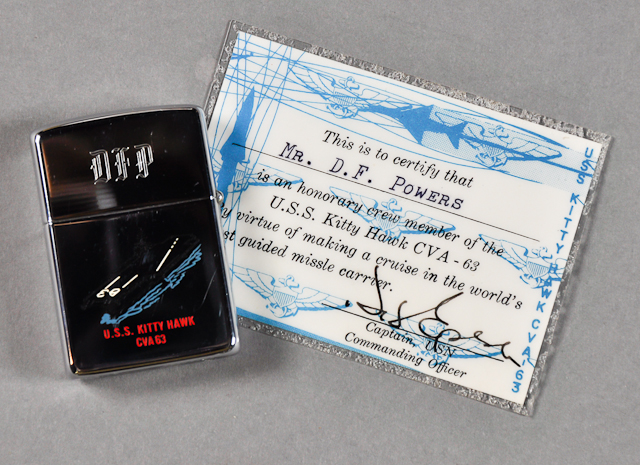 DFP
U.S.S. KITTY HAWK
CVA 63
This is to certify that
MR. D.F. POWERS
is an honorary crew member of the
U.S.S. Kitty Hawk CVA-63
by virtue of making a cruise in the world's
guided missle carrier.
Captain, USN
Commanding Officer
USS KITTY HAWK CVA 63